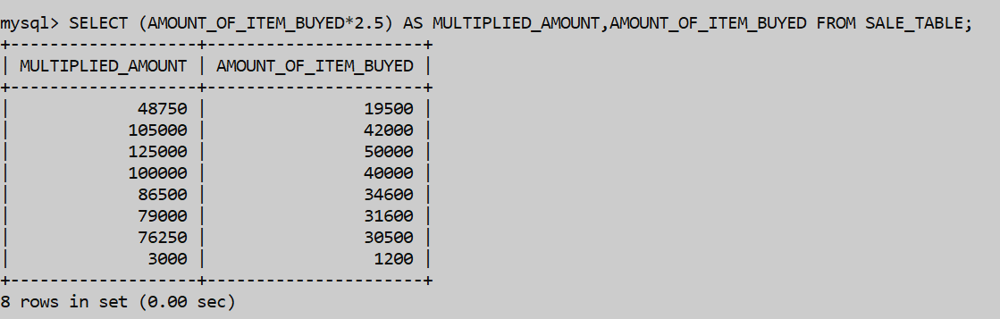 mysql> SELECT (AMOUNT_OF_ITEM_BUYED*2.5) AS MULTIPLIED_AMOUNT,AMOUNT_OF_ITEM_BUYED FROM SALE_TABLE;
+-------------------+----------------------+
| MULTIPLIED_AMOUNT | AMOUNT_OF_ITEM_BUYED |
+-------------------+----------------------+
|             48750 |                19500 |
|            105000 |                42000 |
|            125000 |                50000 |
|            100000 |                40000 |
|             86500 |                34600 |
|             79000 |                31600 |
|             76250 |                30500 |
|              3000 |                 1200 |
+-------------------+----------------------+
8 rows in set (0.00 sec)